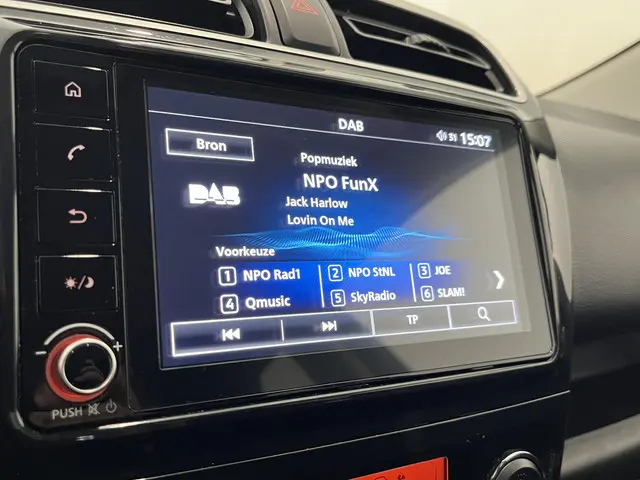 DAB
31 15:07
Bron
Popmuziek
NPO FunX
DAB
Jack Harlow
Lovin On Me
Voorkeuze
1 NPO Rad1
2 NPO StNL
3 JOE
4 Qmusic
5 SkyRadio
6 SLAM!
TP
PUSH